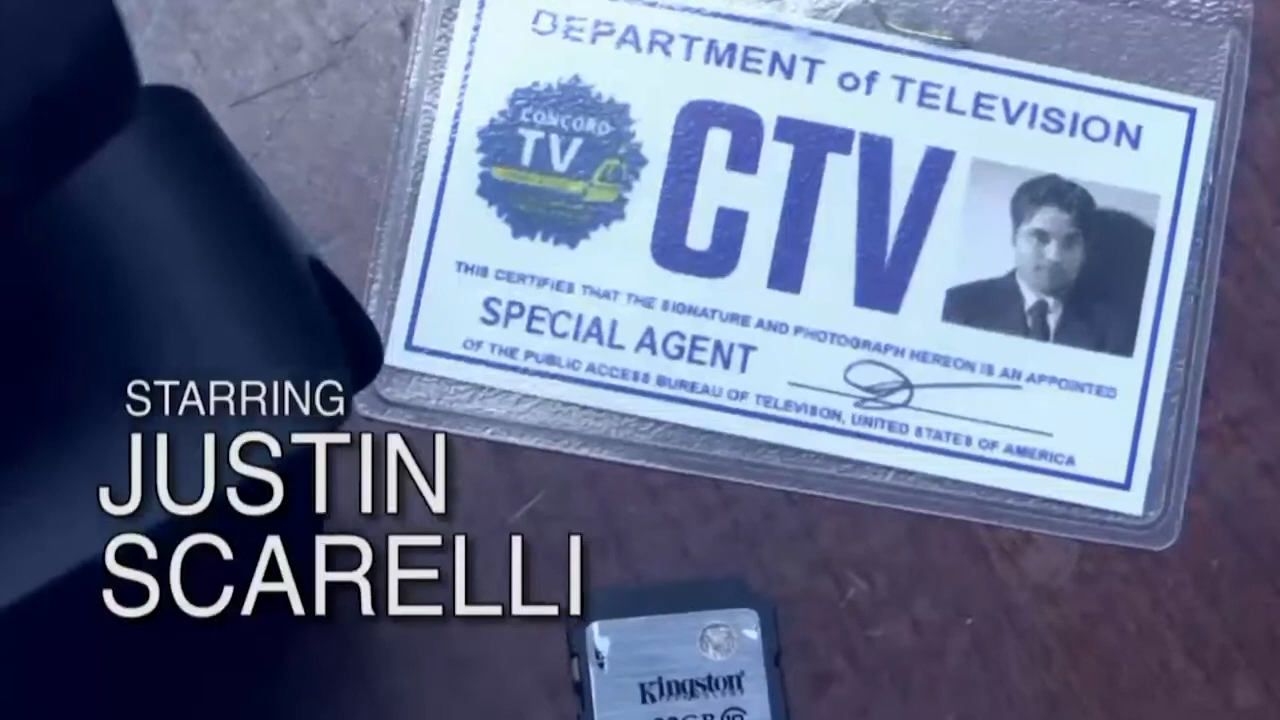 DEPARTMENT of TELEVISION
CONCORD
TV
CTV
THIS CERTIFIES THAT THE SIGNATURE AND PHOTOGRAPH HEREON IS AN APPOINTED
SPECIAL AGENT
OF THE PUBLIC ACCESS BUREAU OF TELEVISON, UNITED STATES OF AMERICA
STARRING
JUSTIN
SCARELLI
Kingston